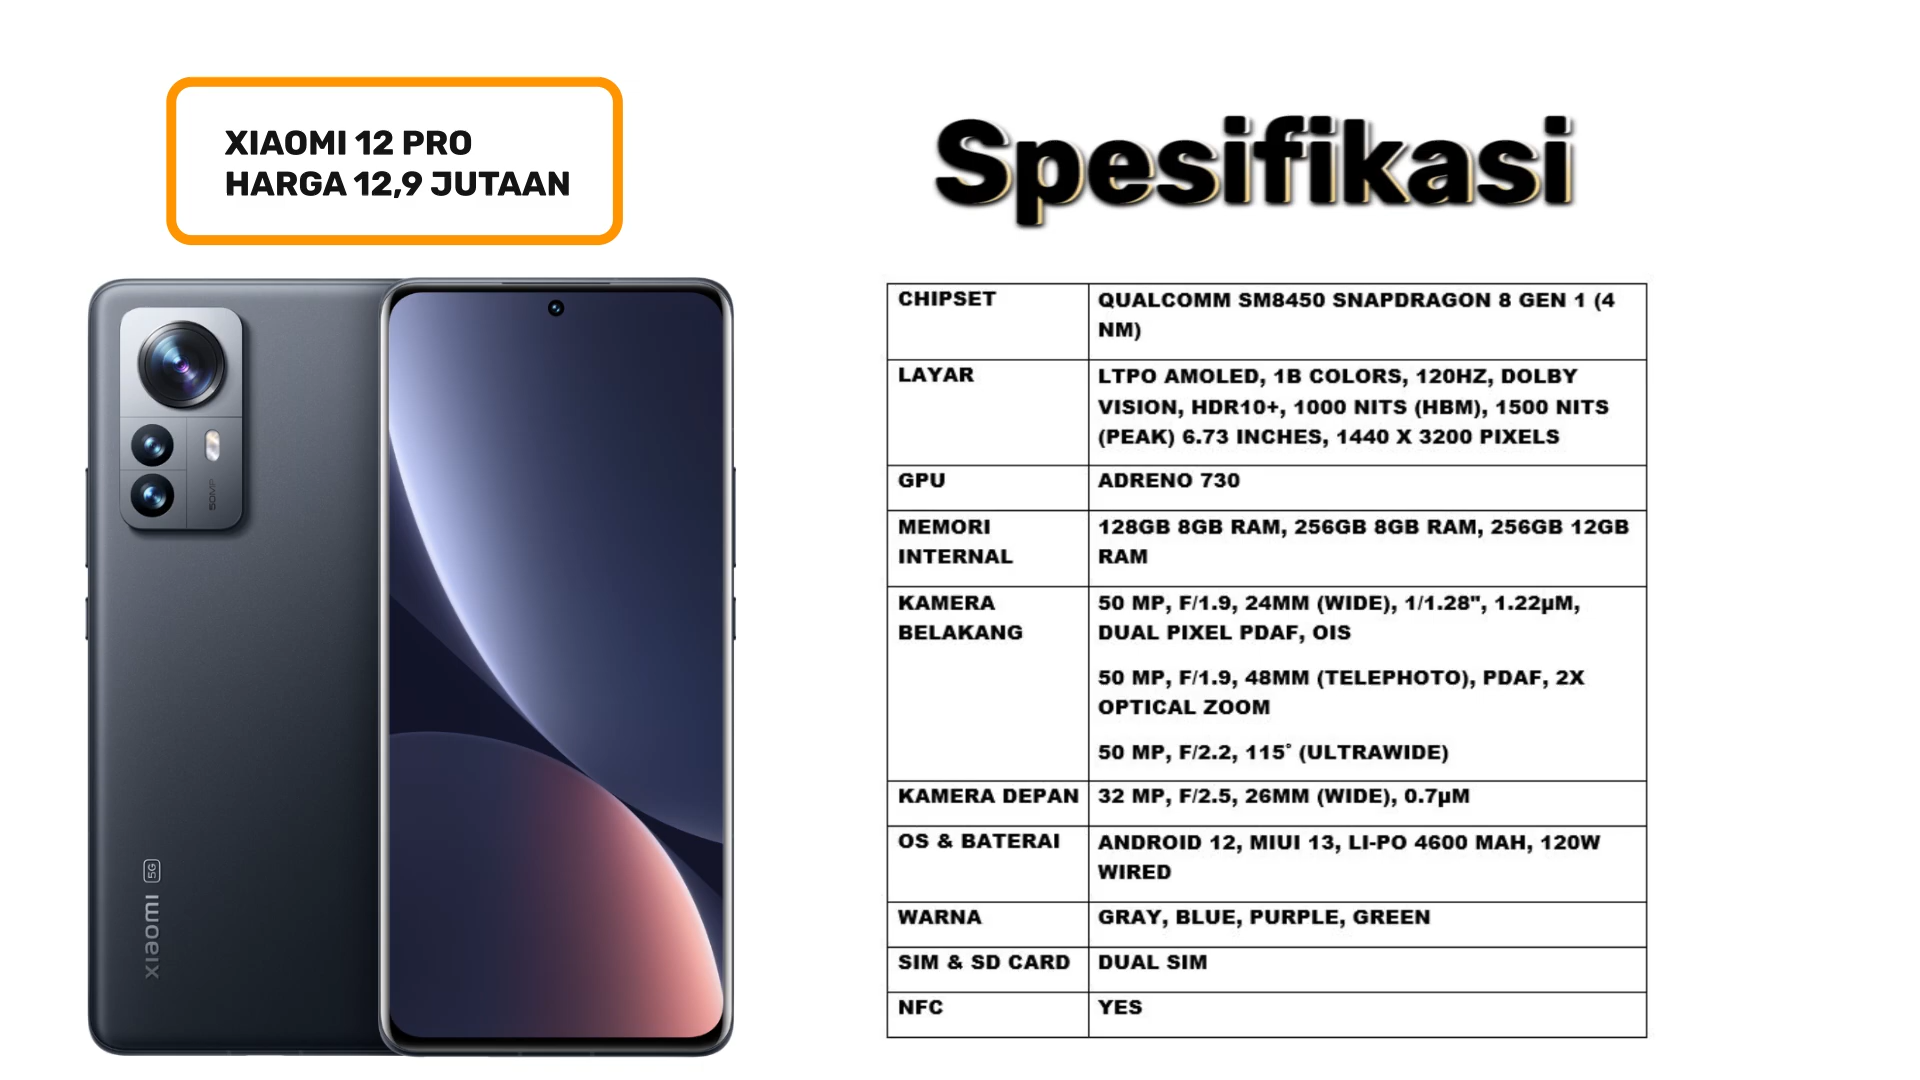 XIAOMI 12 PRO
HARGA 12,9 JUTAAN
50MP
xiaomi 5G
Spesifikasi
CHIPSET
QUALCOMM SM8450 SNAPDRAGON 8 GEN 1 (4
NM)
LAYAR
LTPO AMOLED, 1B COLORS, 120HZ, DOLBY
VISION, HDR10+, 1000 NITS (HBM), 1500 NITS
(PEAK) 6.73 INCHES, 1440 X 3200 PIXELS
GPU
ADRENO 730
MEMORI
INTERNAL
128GB 8GB RAM, 256GB 8GB RAM, 256GB 12GB
RAM
KAMERA
BELAKANG
50 MP, F/1.9, 24MM (WIDE), 1/1.28", 1.22µM,
DUAL PIXEL PDAF, OIS
50 MP, F/1.9, 48MM (TELEPHOTO), PDAF, 2X
OPTICAL ZOOM
50 MP, F/2.2, 115˚ (ULTRAWIDE)
KAMERA DEPAN
32 MP, F/2.5, 26MM (WIDE), 0.7µM
OS & BATERAI
ANDROID 12, MIUI 13, LI-PO 4600 MAH, 120W
WIRED
WARNA
GRAY, BLUE, PURPLE, GREEN
SIM & SD CARD
DUAL SIM
NFC
YES